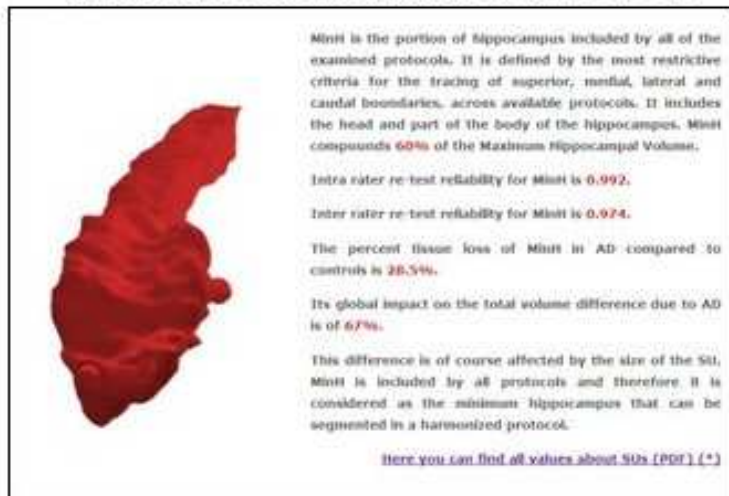 MinH is the portion of hippocampus included by all of the
examined protocols. It is defined by the most restrictive
criteria for the tracing of superior, medial, lateral and
caudal boundaries, across available protocols. It includes
the head and part of the body of the hippocampus. MinH
compounds 60% of the Maximum Hippocampal Volume.
Intra rater re-test reliability for MinH is 0.992.
Inter rater re-test reliability for MinH is 0.974.
The percent tissue loss of MinH in AD compared to
controls is 28.5%.
Its global impact on the total volume difference due to AD
is of 67%.
This difference is of course affected by the size of the SU.
MinH is included by all protocols and therefore it is
considered as the minimum hippocampus that can be
segmented in a harmonized protocol.
Here you can find all values about SUs (PDF) (*)